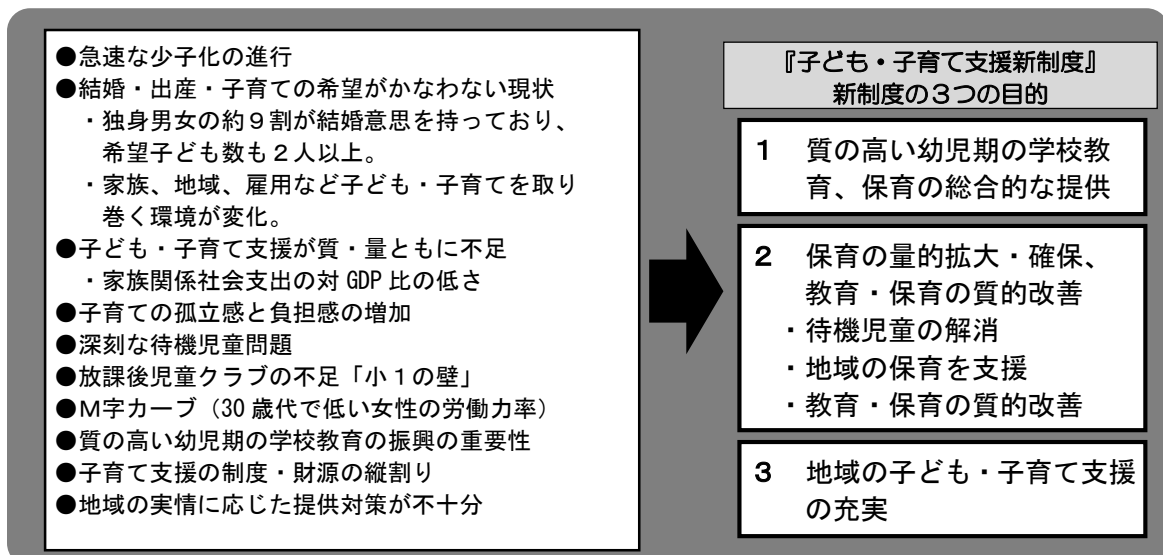 ●急速な少子化の進行
●結婚・出産・子育ての希望がかなわない現状
・独身男女の約９割が結婚意思を持っており、
希望子ども数も２人以上。
・家族、地域、雇用など子ども・子育てを取り
巻く環境が変化。
●子ども・子育て支援が質・量ともに不足
・家族関係社会支出の対 GDP 比の低さ
●子育ての孤立感と負担感の増加
●深刻な待機児童問題
●放課後児童クラブの不足「小１の壁」
●Ｍ字カーブ（30 歳代で低い女性の労働力率）
●質の高い幼児期の学校教育の振興の重要性
●子育て支援の制度・財源の縦割り
●地域の実情に応じた提供対策が不十分
『子ども・子育て支援新制度』
新制度の３つの目的
１　質の高い幼児期の学校教
育、保育の総合的な提供
２　保育の量的拡大・確保、
教育・保育の質的改善
・待機児童の解消
・地域の保育を支援
・教育・保育の質的改善
３　地域の子ども・子育て支援
の充実